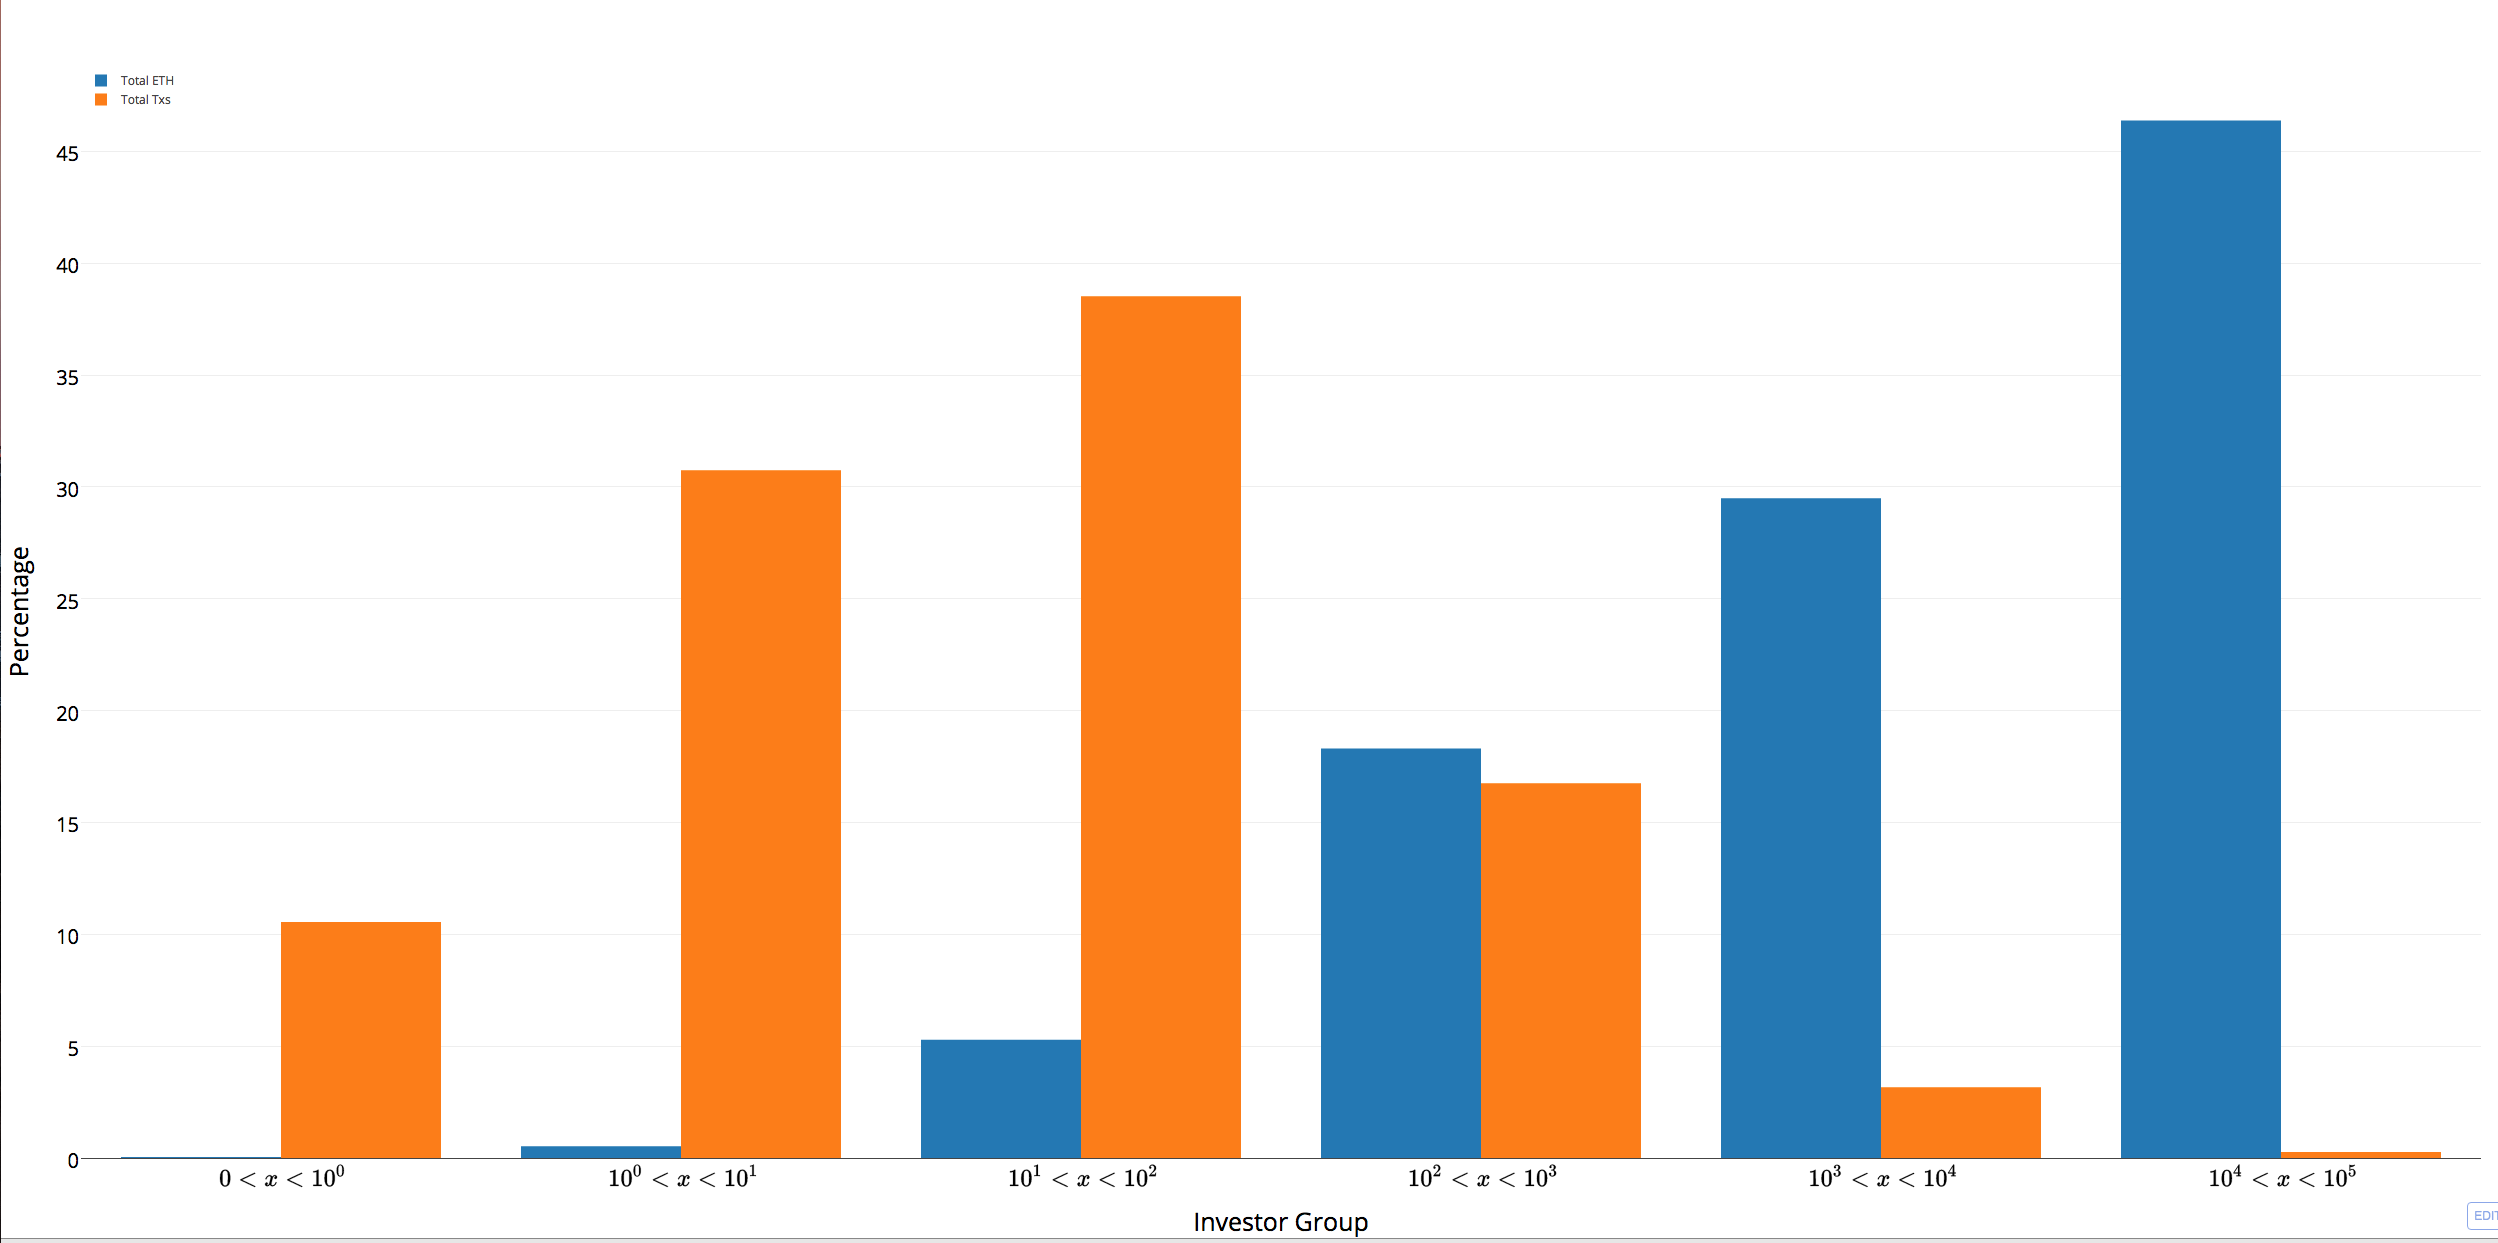 Total ETH
Total Txs
45
40
35
30
25
20
15
10
5
0
Percentage
0 < x < 10⁰
10⁰ < x < 10¹
10¹ < x < 10²
10² < x < 10³
10³ < x < 10⁴
10⁴ < x < 10⁵
Investor Group
EDIT